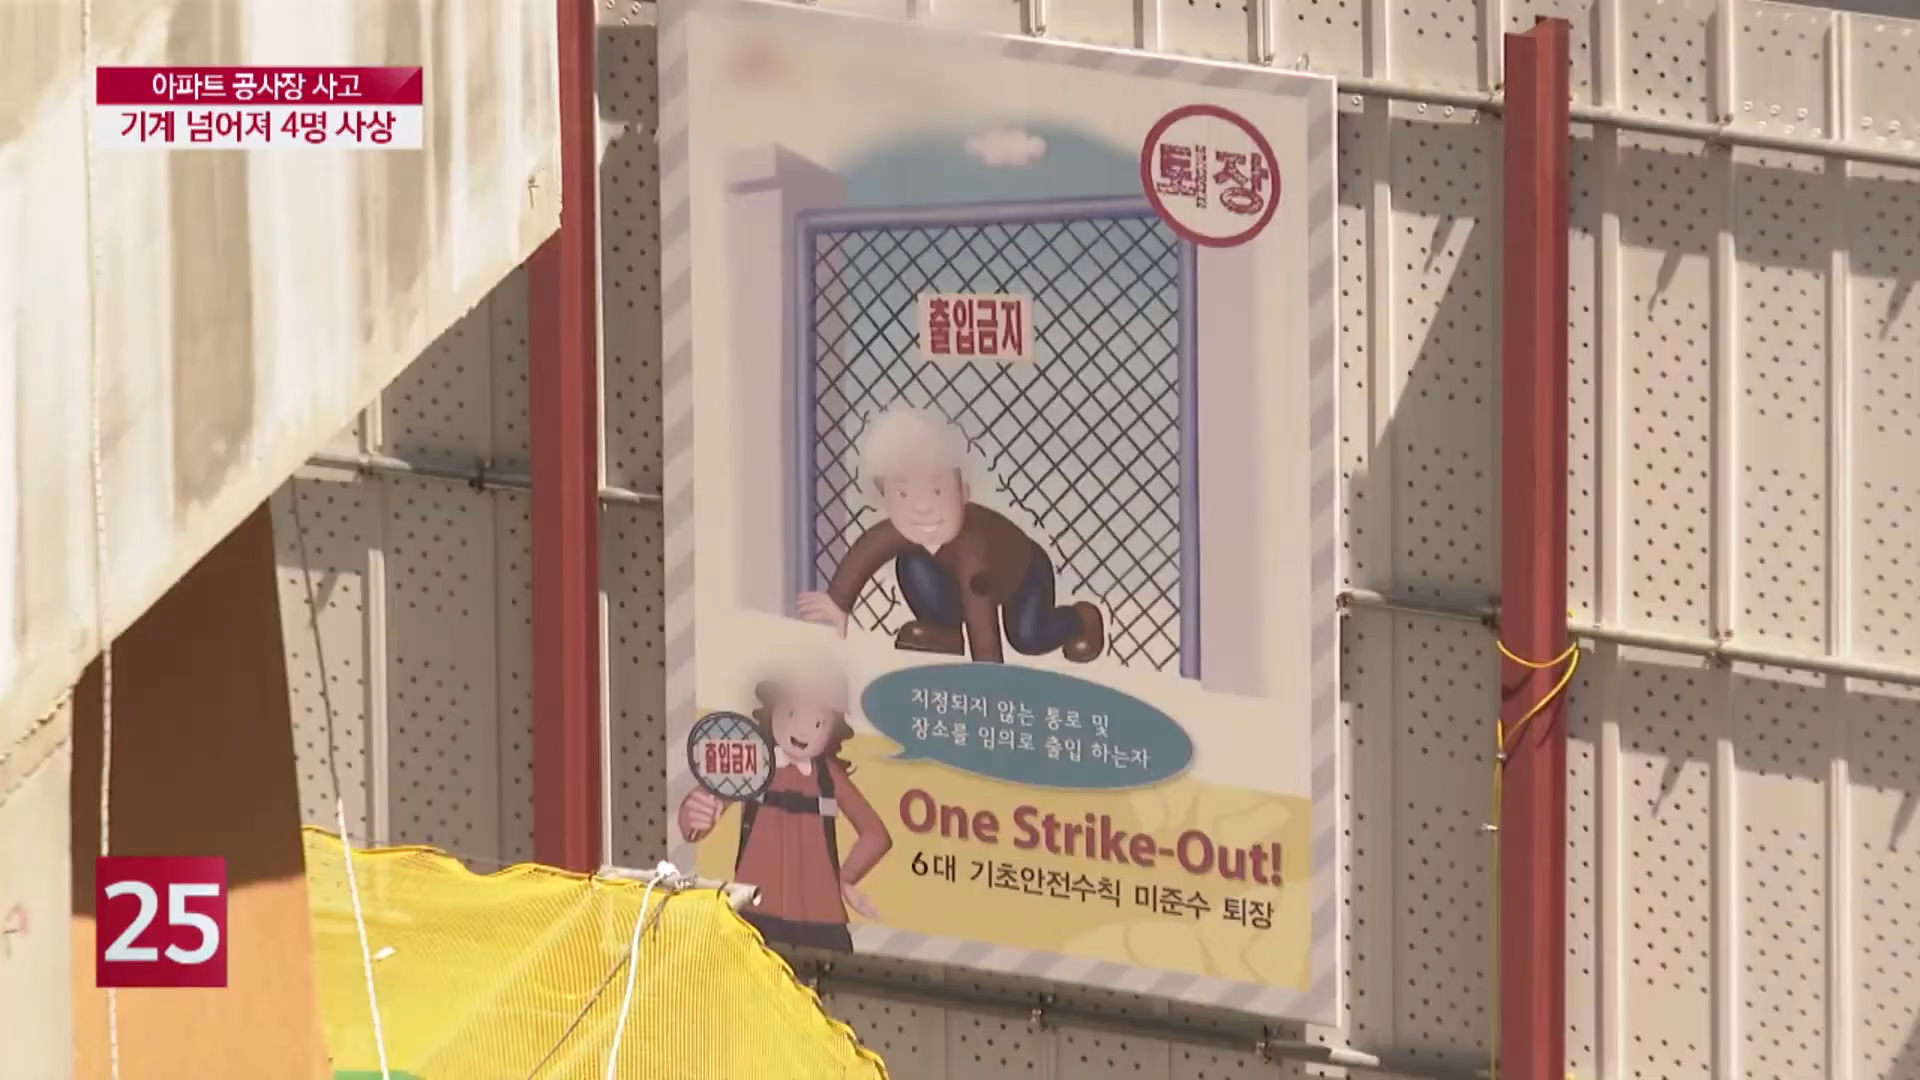 아파트 공사장 사고
기계 넘어져 4명 사상
퇴장
출입금지
지정되지 않는 통로 및
장소를 임의로 출입 하는자
출입금지
One Strike-Out!
6대 기초안전수칙 미준수 퇴장
25